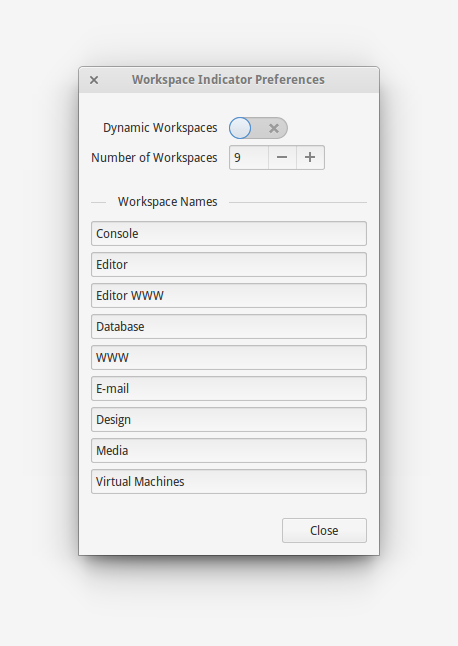 Workspace Indicator Preferences
Dynamic Workspaces
Number of Workspaces 9
Workspace Names
Console
Editor
Editor WWW
Database
WWW
E-mail
Design
Media
Virtual Machines
Close